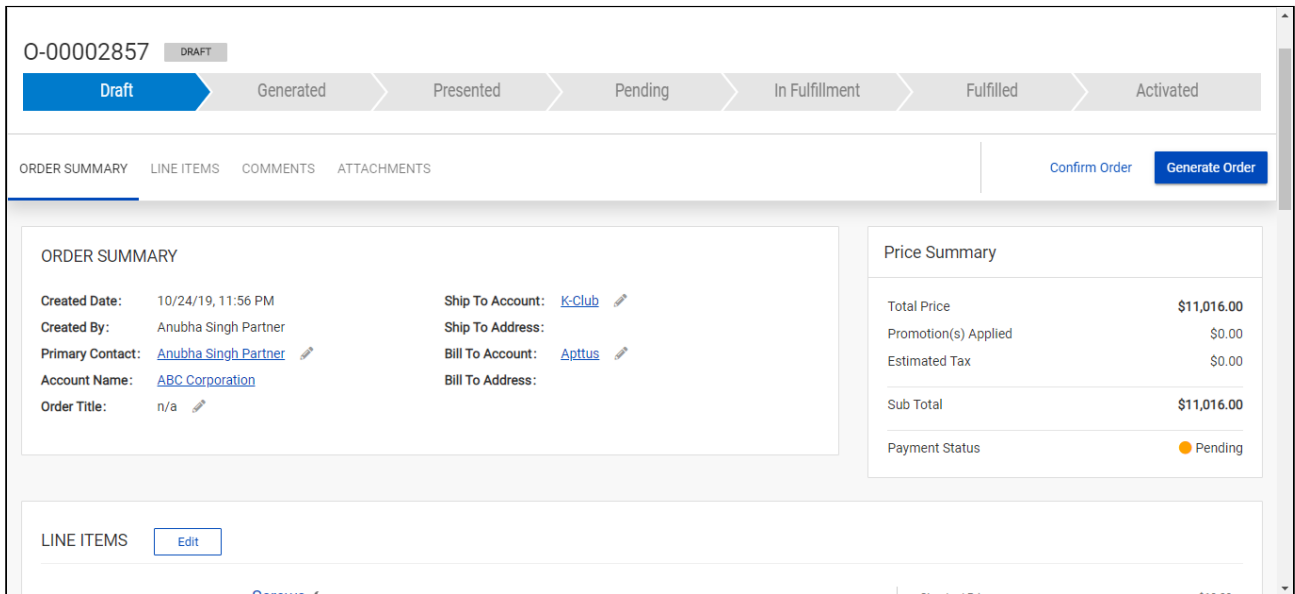 O-00002857 DRAFT
Draft Generated Presented Pending In Fulfillment Fulfilled Activated
ORDER SUMMARY LINE ITEMS COMMENTS ATTACHMENTS Confirm Order Generate Order
ORDER SUMMARY
Created Date: 10/24/19, 11:56 PM
Created By: Anubha Singh Partner
Primary Contact: Anubha Singh Partner
Account Name: ABC Corporation
Order Title: n/a
Ship To Account: K-Club
Ship To Address:
Bill To Account: Apttus
Bill To Address:
Price Summary
Total Price $11,016.00
Promotion(s) Applied $0.00
Estimated Tax $0.00
Sub Total $11,016.00
Payment Status Pending
LINE ITEMS Edit